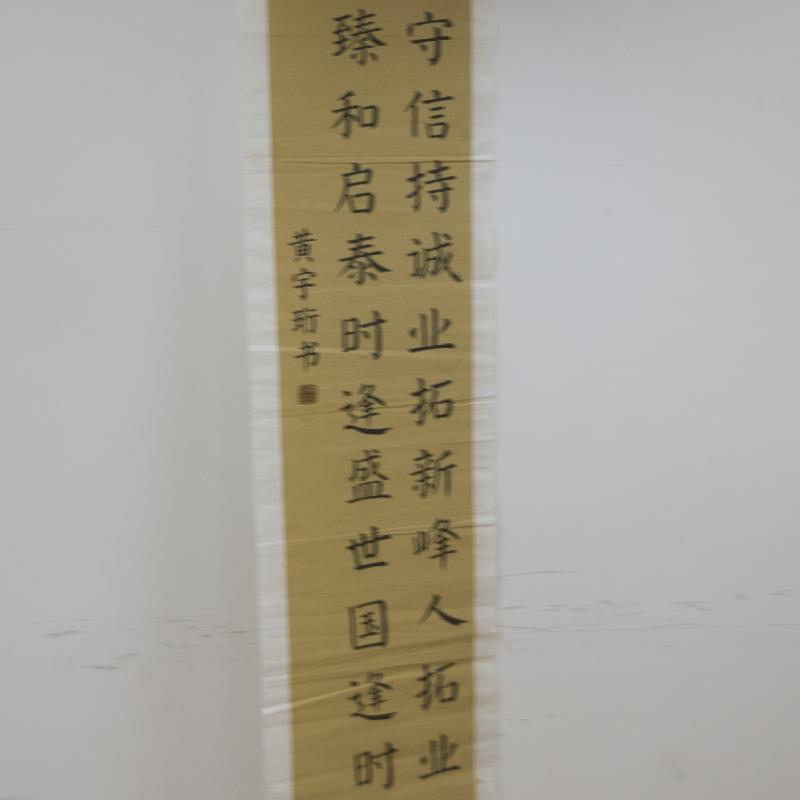 守信持诚业拓新峰人拓业
臻和启泰时逢盛世国逢时
黄宇珩书